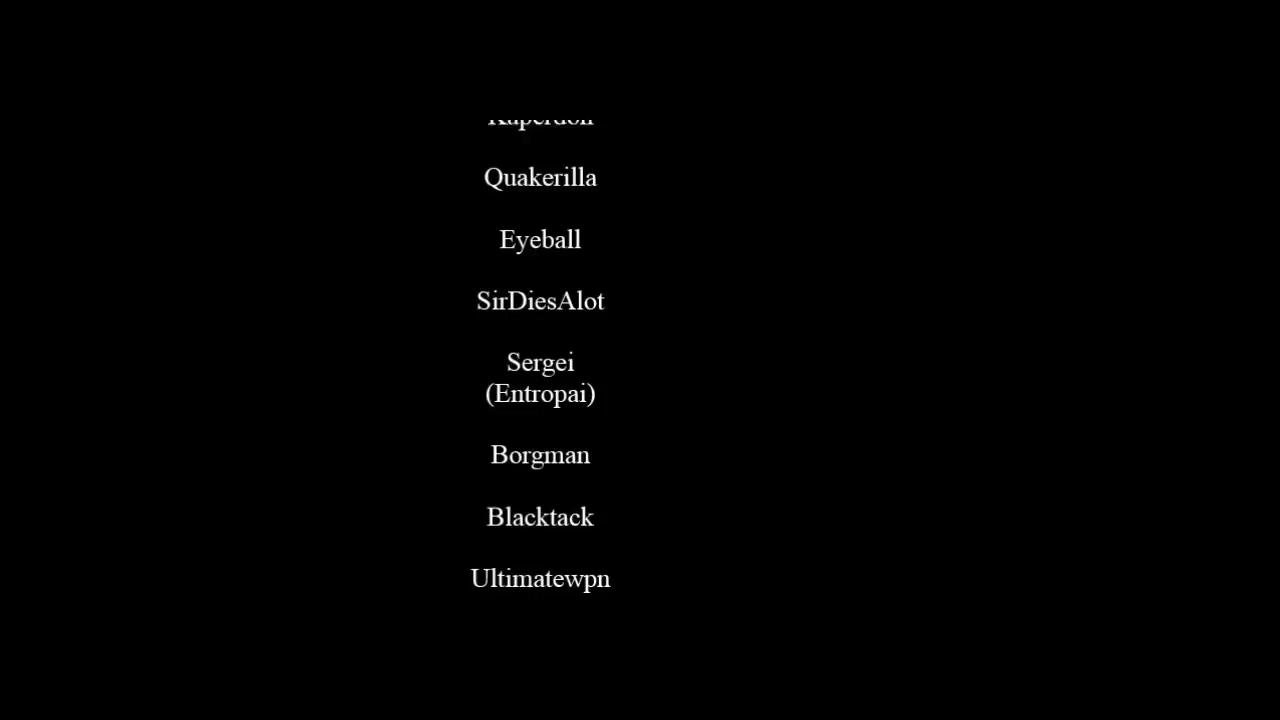 Quakerilla
Eyeball
SirDiesAlot
Sergei
(Entropai)
Borgman
Blacktack
Ultimatewpn